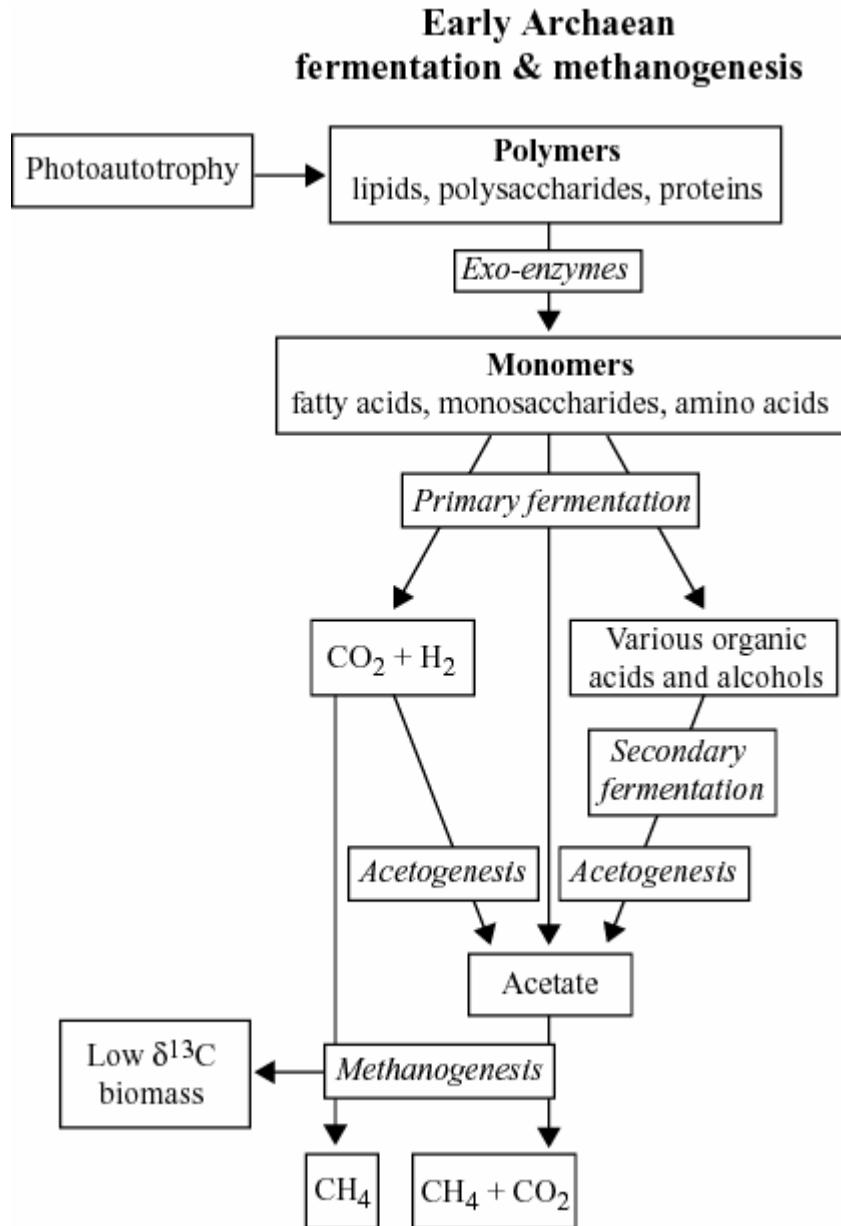 Early Archaean
fermentation & methanogenesis
Photoautotrophy
Polymers
lipids, polysaccharides, proteins
Exo-enzymes
Monomers
fatty acids, monosaccharides, amino acids
Primary fermentation
CO₂ + H₂
Various organic
acids and alcohols
Secondary
fermentation
Acetogenesis
Acetogenesis
Acetate
Low δ¹³C
biomass
Methanogenesis
CH₄
CH₄ + CO₂